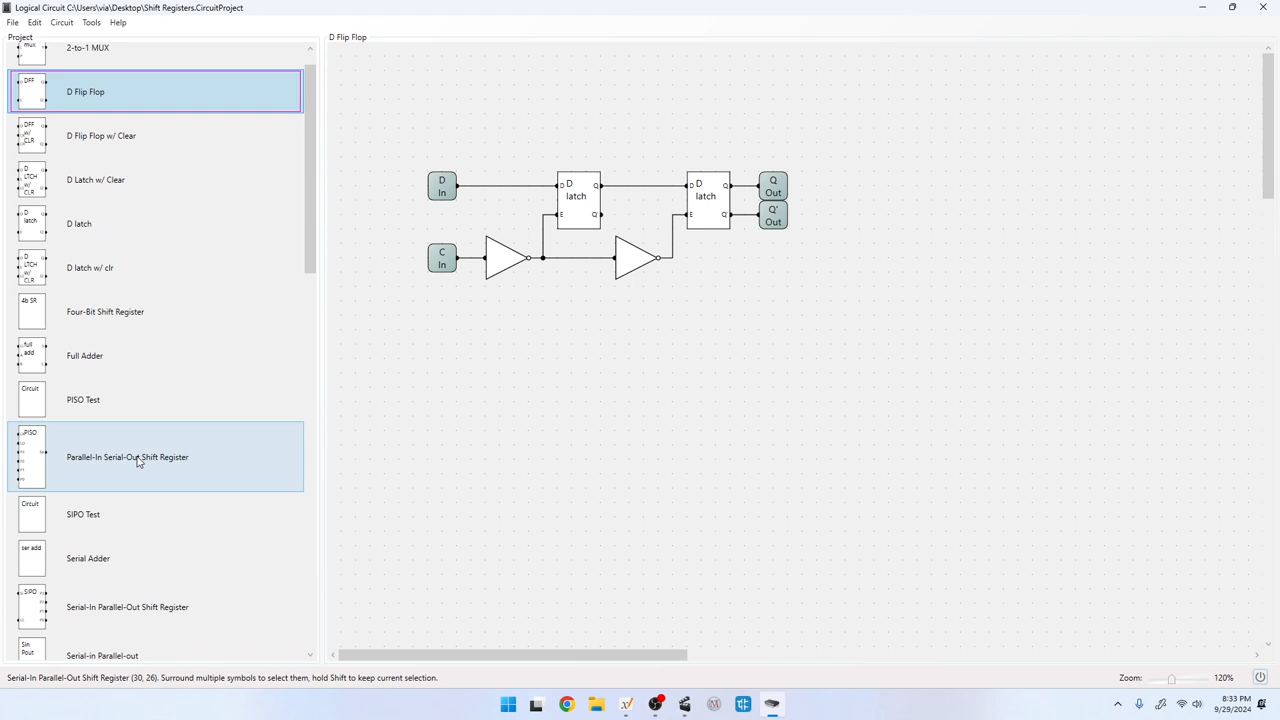 Logical Circuit C:\Users\via\Desktop\Shift Registers.CircuitProject
File Edit Circuit Tools Help
Project
D Flip Flop
mux
2-to-1 MUX
DFF
D Flip Flop
DFF
w/
CLR
D Flip Flop w/ Clear
D
LTCH
w/
CLR
D Latch w/ Clear
D
latch
D latch
D
LTCH
w/
CLR
D latch w/ clr
4b SR
Four-Bit Shift Register
full
add
Full Adder
Circuit
PISO Test
PISO
Parallel-In Serial-Out Shift Register
Circuit
SIPO Test
ser add
Serial Adder
SIPO
Serial-In Parallel-Out Shift Register
Sin
Pout
Serial-in Parallel-out
D
In
C
In
D
latch
D Q
E Q'
D
latch
D Q
E Q'
Q
Out
Q'
Out
Serial-In Parallel-Out Shift Register (30, 26). Surround multiple symbols to select them, hold Shift to keep current selection.
Zoom: 120%
8:33 PM
9/29/2024